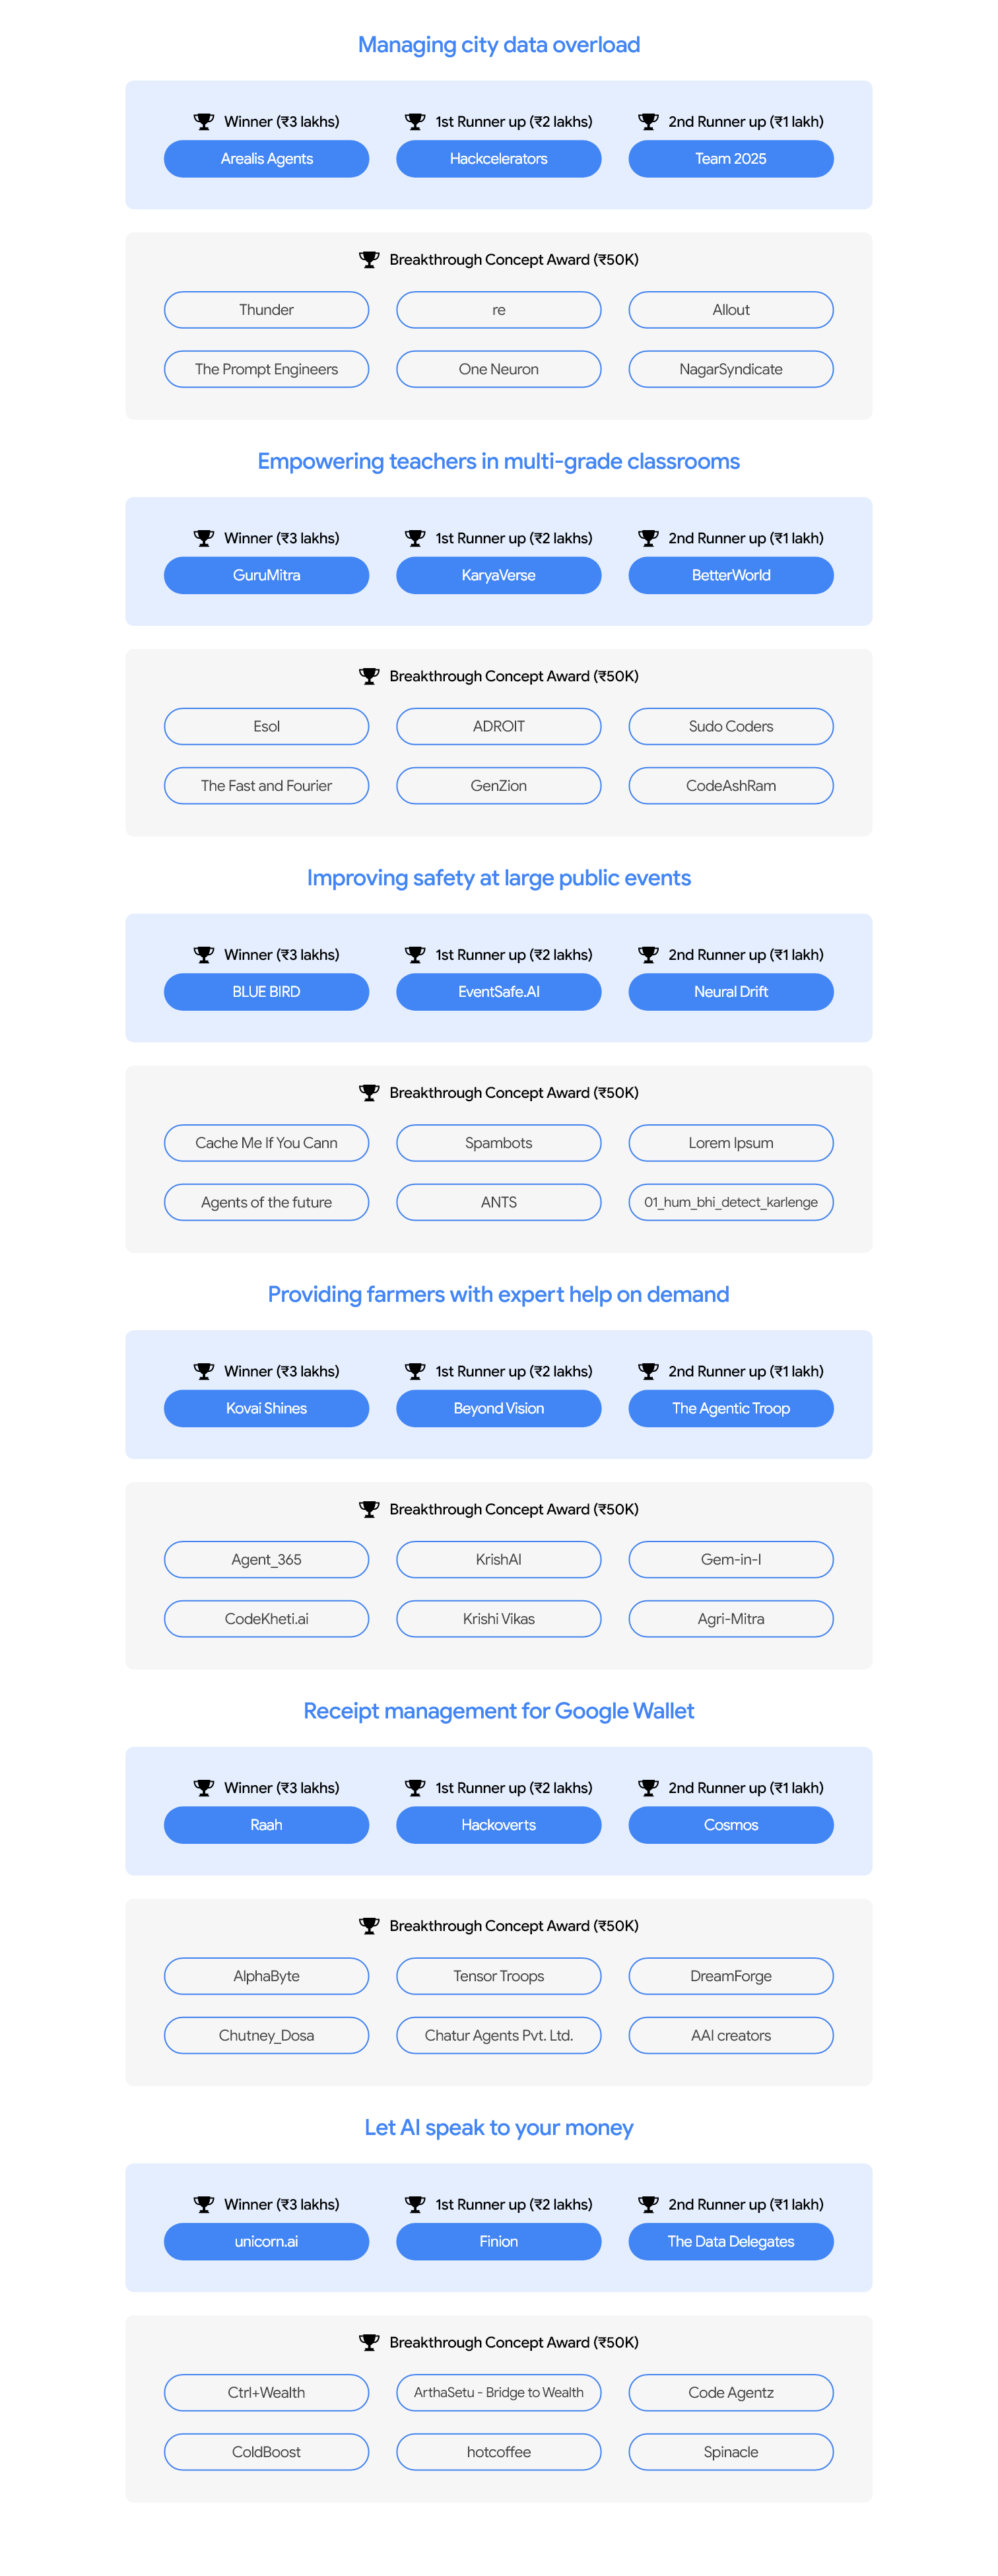 Managing city data overload
Winner (₹3 lakhs) 1st Runner up (₹2 lakhs) 2nd Runner up (₹1 lakh)
Arealis Agents Hackcelerators Team 2025
Breakthrough Concept Award (₹50K)
Thunder re Allout
The Prompt Engineers One Neuron NagarSyndicate
Empowering teachers in multi-grade classrooms
Winner (₹3 lakhs) 1st Runner up (₹2 lakhs) 2nd Runner up (₹1 lakh)
GuruMitra KaryaVerse BetterWorld
Breakthrough Concept Award (₹50K)
Esol ADROIT Sudo Coders
The Fast and Fourier GenZion CodeAshRam
Improving safety at large public events
Winner (₹3 lakhs) 1st Runner up (₹2 lakhs) 2nd Runner up (₹1 lakh)
BLUE BIRD EventSafe.AI Neural Drift
Breakthrough Concept Award (₹50K)
Cache Me If You Cann Spambots Lorem Ipsum
Agents of the future ANTS 01_hum_bhi_detect_karlenge
Providing farmers with expert help on demand
Winner (₹3 lakhs) 1st Runner up (₹2 lakhs) 2nd Runner up (₹1 lakh)
Kovai Shines Beyond Vision The Agentic Troop
Breakthrough Concept Award (₹50K)
Agent_365 KrishAI Gem-in-I
CodeKheti.ai Krishi Vikas Agri-Mitra
Receipt management for Google Wallet
Winner (₹3 lakhs) 1st Runner up (₹2 lakhs) 2nd Runner up (₹1 lakh)
Raah Hackoverts Cosmos
Breakthrough Concept Award (₹50K)
AlphaByte Tensor Troops DreamForge
Chutney_Dosa Chatur Agents Pvt. Ltd. AAI creators
Let AI speak to your money
Winner (₹3 lakhs) 1st Runner up (₹2 lakhs) 2nd Runner up (₹1 lakh)
unicorn.ai Finion The Data Delegates
Breakthrough Concept Award (₹50K)
Ctrl+Wealth ArthaSetu - Bridge to Wealth Code Agentz
ColdBoost hotcoffee Spinacle